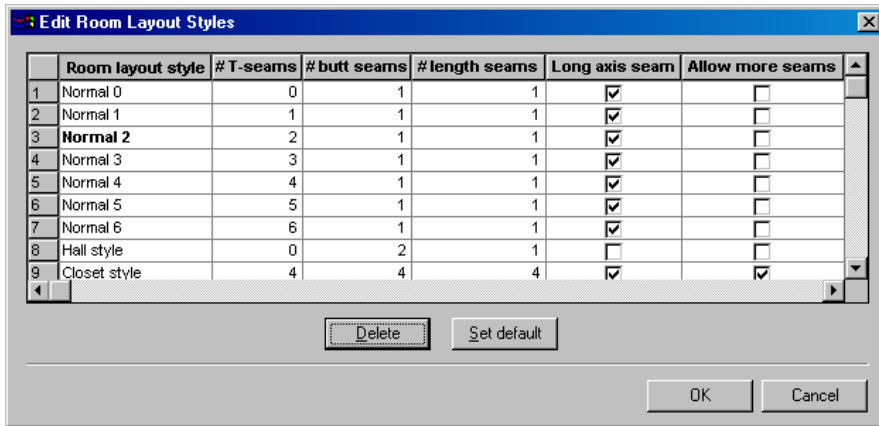 Edit Room Layout Styles
Room layout style # T-seams # butt seams # length seams Long axis seam Allow more seams
1 Normal 0 0 1 1
2 Normal 1 1 1 1
3 Normal 2 2 1 1
4 Normal 3 3 1 1
5 Normal 4 4 1 1
6 Normal 5 5 1 1
7 Normal 6 6 1 1
8 Hall style 0 2 1
9 Closet style 4 4 4
Delete Set default
OK Cancel